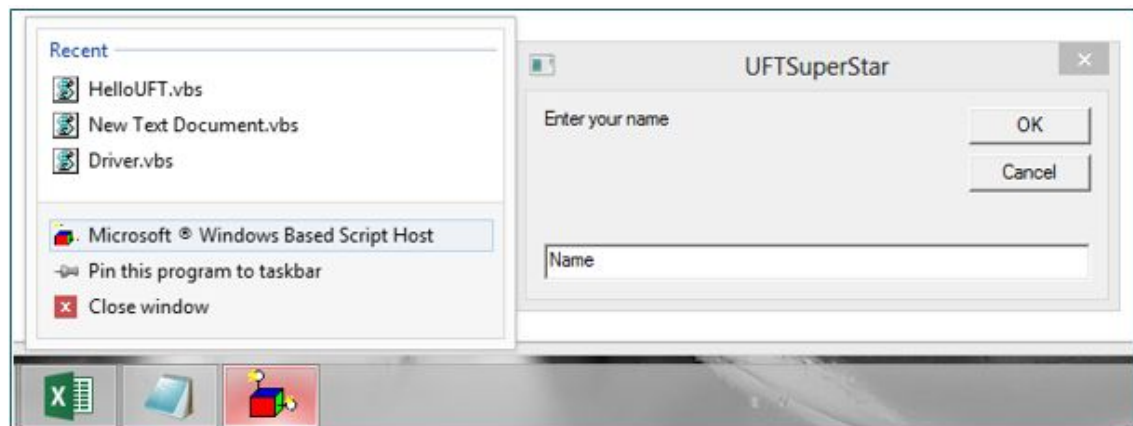 Recent
HelloUFT.vbs
New Text Document.vbs
Driver.vbs
Microsoft ® Windows Based Script Host
Pin this program to taskbar
Close window
UFTSuperStar
Enter your name
OK
Cancel
Name